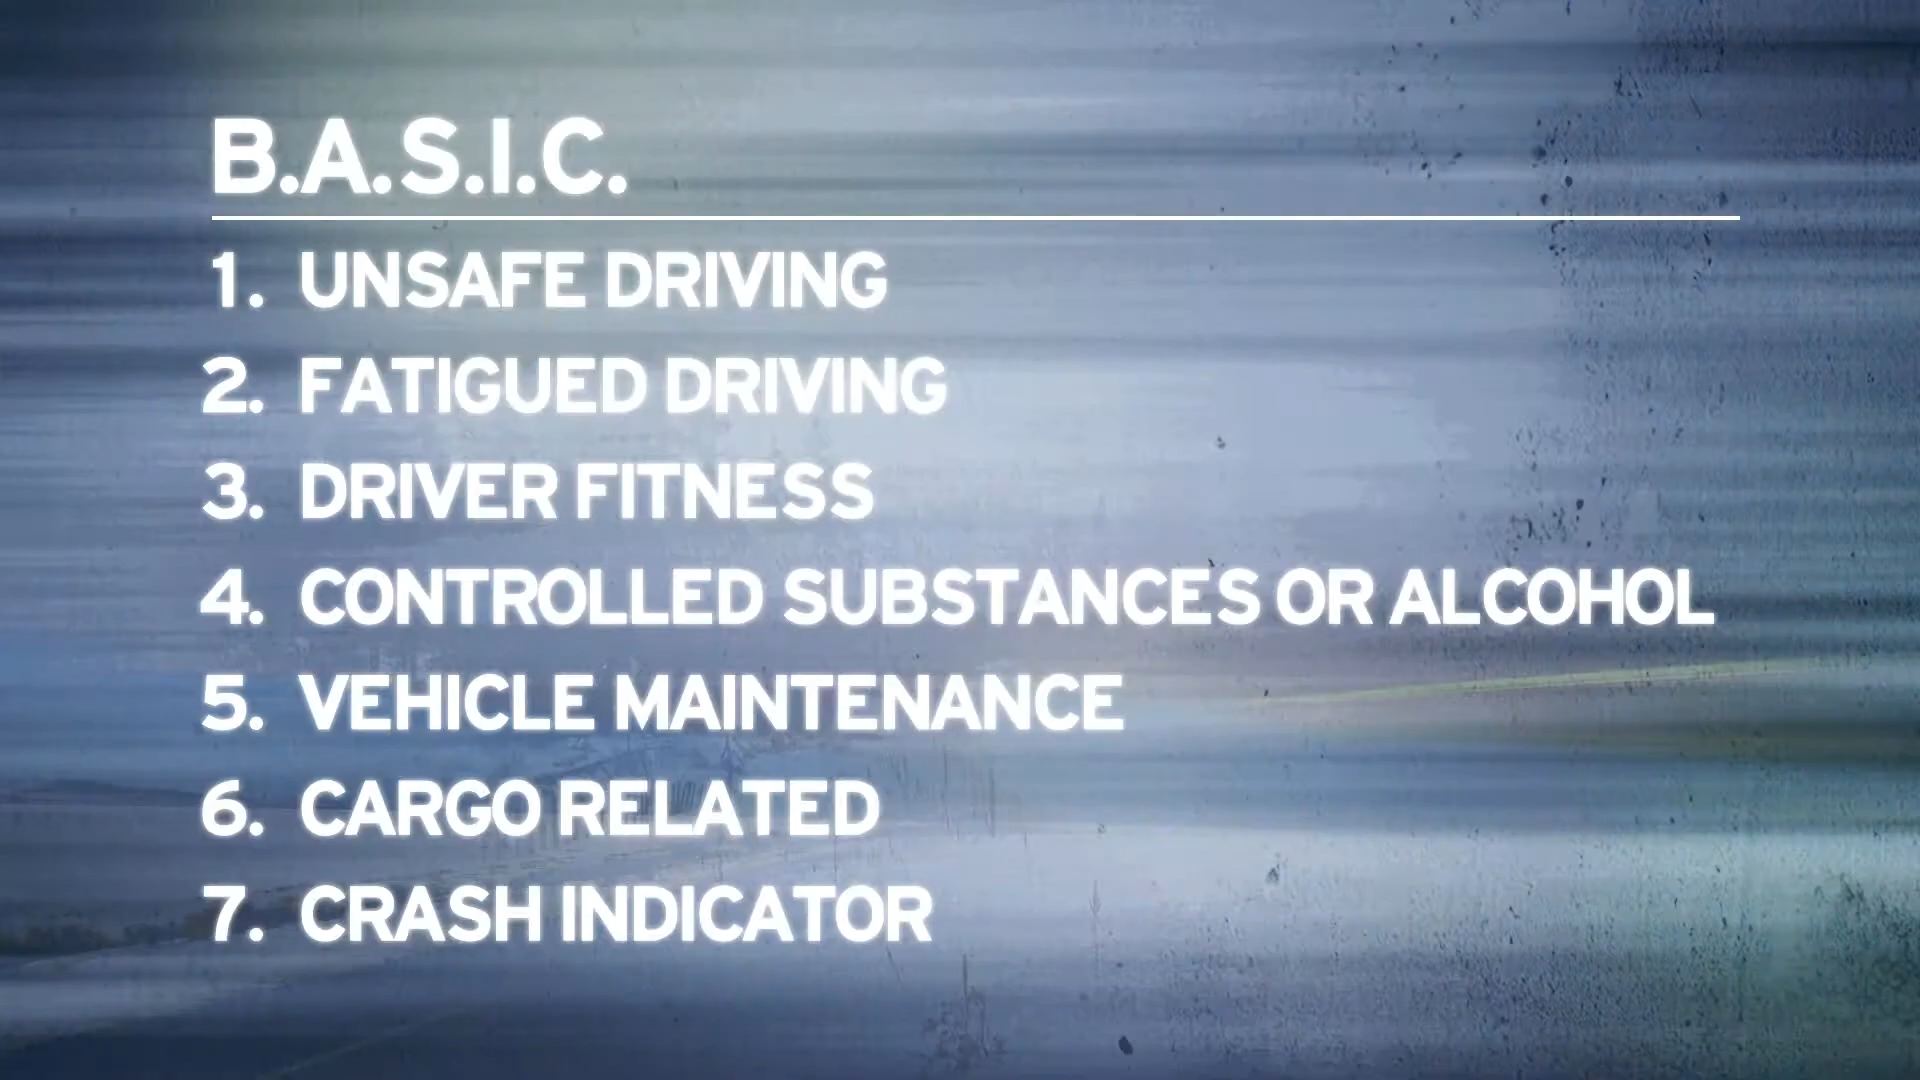 B.A.S.I.C.
1. UNSAFE DRIVING
2. FATIGUED DRIVING
3. DRIVER FITNESS
4. CONTROLLED SUBSTANCES OR ALCOHOL
5. VEHICLE MAINTENANCE
6. CARGO RELATED
7. CRASH INDICATOR